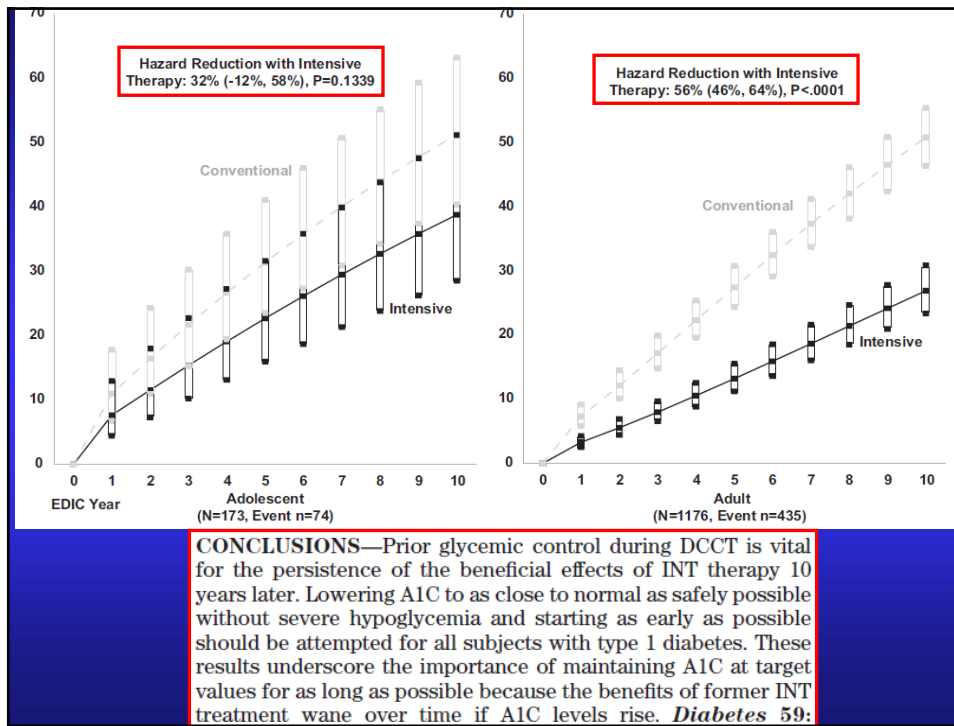 70
60
50
40
30
20
10
0
Hazard Reduction with Intensive
Therapy: 32% (-12%, 58%), P=0.1339
Conventional
Intensive
0 1 2 3 4 5 6 7 8 9 10
EDIC Year
Adolescent
(N=173, Event n=74)
70
60
50
40
30
20
10
0
Hazard Reduction with Intensive
Therapy: 56% (46%, 64%), P<.0001
Conventional
Intensive
0 1 2 3 4 5 6 7 8 9 10
Adult
(N=1176, Event n=435)
CONCLUSIONS—Prior glycemic control during DCCT is vital
for the persistence of the beneficial effects of INT therapy 10
years later. Lowering A1C to as close to normal as safely possible
without severe hypoglycemia and starting as early as possible
should be attempted for all subjects with type 1 diabetes. These
results underscore the importance of maintaining A1C at target
values for as long as possible because the benefits of former INT
treatment wane over time if A1C levels rise. Diabetes 59: